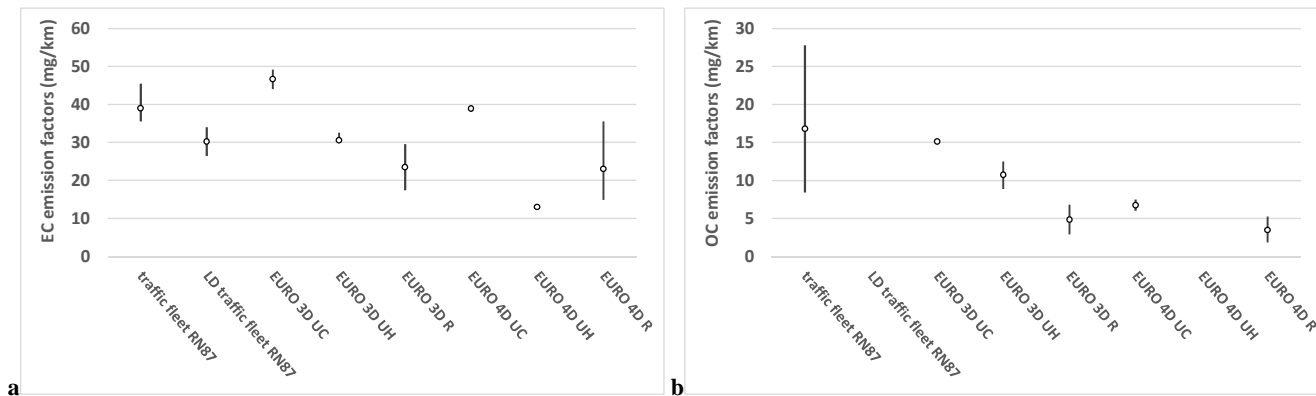 EC emission factors (mg/km)
60
50
40
30
20
10
0
traffic fleet RN87
LD traffic fleet RN87
EURO 3D UC
EURO 3D UH
EURO 3D R
EURO 4D UC
EURO 4D UH
EURO 4D R
a
OC emission factors (mg/km)
30
25
20
15
10
5
0
traffic fleet RN87
LD traffic fleet RN87
EURO 3D UC
EURO 3D UH
EURO 3D R
EURO 4D UC
EURO 4D UH
EURO 4D R
b